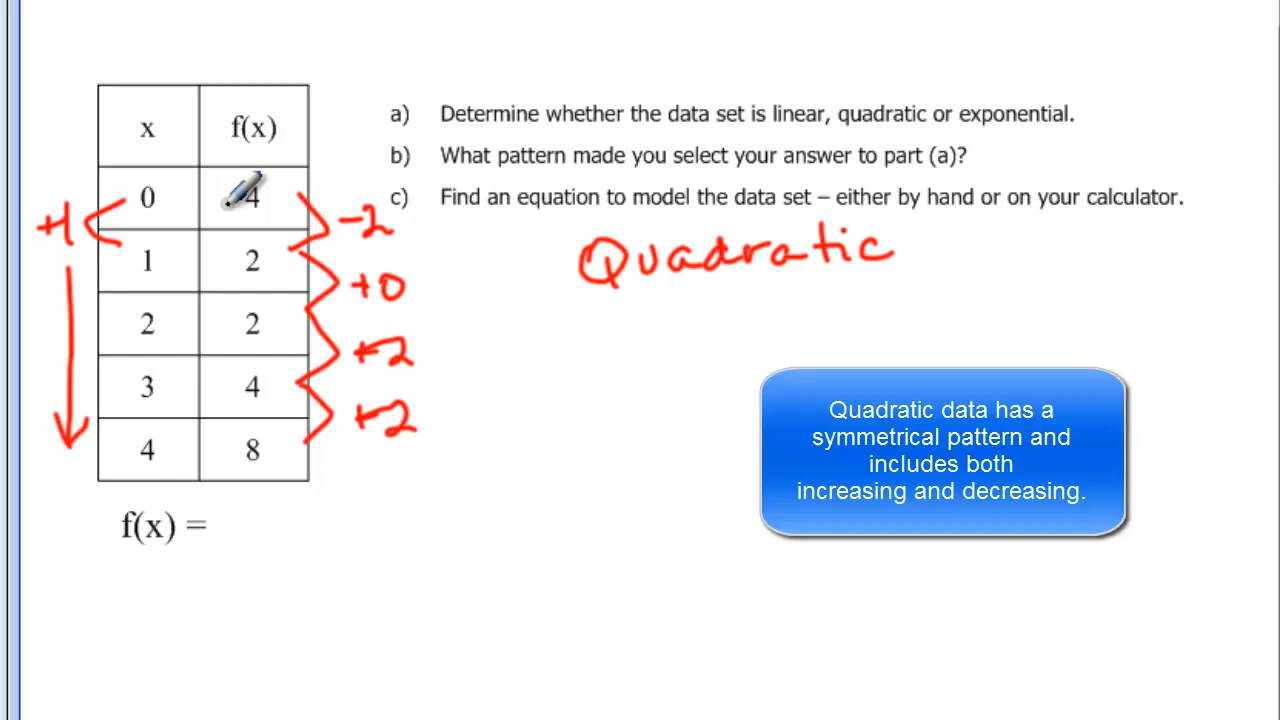 x f(x)
0 4
1 2
2 2
3 4
4 8
f(x) =
+1
-2
+0
+2
+2
a) Determine whether the data set is linear, quadratic or exponential.
b) What pattern made you select your answer to part (a)?
c) Find an equation to model the data set – either by hand or on your calculator.
Quadratic
Quadratic data has a
symmetrical pattern and
includes both
increasing and decreasing.